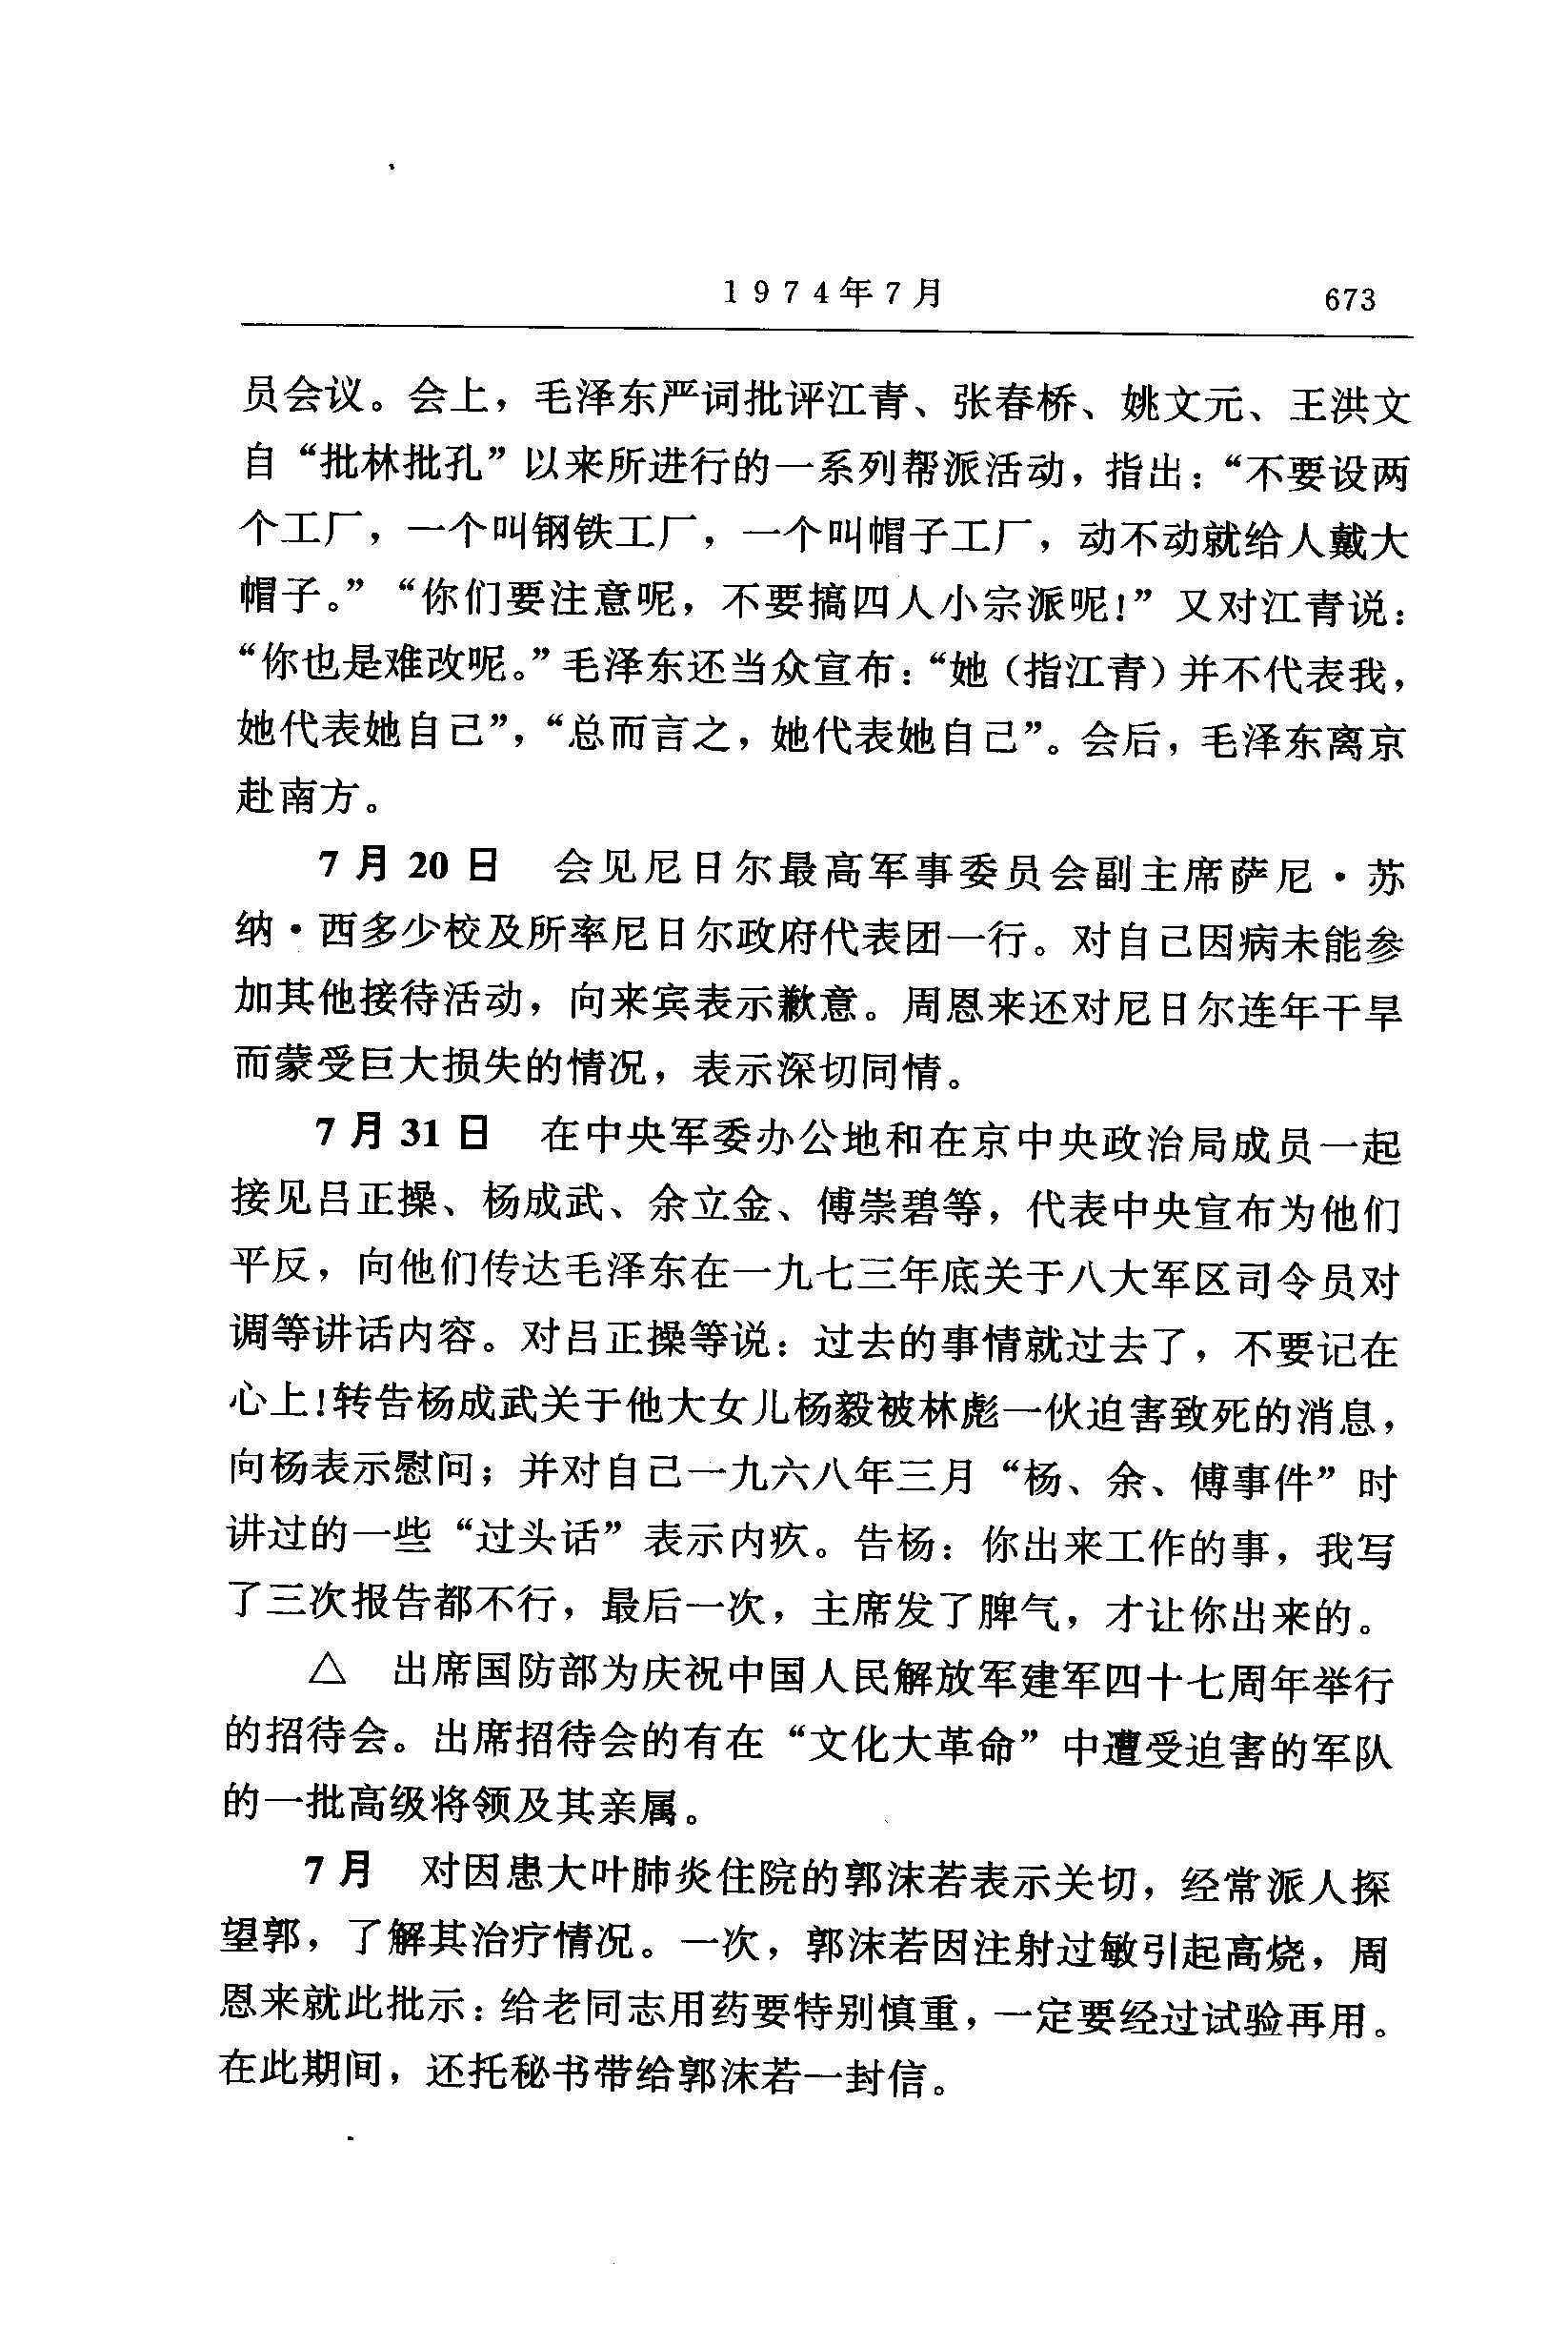 1974年7月
673
员会议。会上，毛泽东严词批评江青、张春桥、姚文元、王洪文
自“批林批孔”以来所进行的一系列帮派活动，指出：“不要设两
个工厂，一个叫钢铁工厂，一个叫帽子工厂，动不动就给人戴大
帽子。”“你们要注意呢，不要搞四人小宗派呢！”又对江青说：
“你也是难改呢。”毛泽东还当众宣布：“她（指江青）并不代表我，
她代表她自己”，“总而言之，她代表她自己”。会后，毛泽东离京
赴南方。
7月20日　会见尼日尔最高军事委员会副主席萨尼·苏
纳·西多少校及所率尼日尔政府代表团一行。对自己因病未能参
加其他接待活动，向来宾表示歉意。周恩来还对尼日尔连年干旱
而蒙受巨大损失的情况，表示深切同情。
7月31日　在中央军委办公地和在京中央政治局成员一起
接见吕正操、杨成武、余立金、傅崇碧等，代表中央宣布为他们
平反，向他们传达毛泽东在一九七三年底关于八大军区司令员对
调等讲话内容。对吕正操等说：过去的事情就过去了，不要记在
心上！转告杨成武关于他大女儿杨毅被林彪一伙迫害致死的消息，
向杨表示慰问；并对自己一九六八年三月“杨、余、傅事件”时
讲过的一些“过头话”表示内疚。告杨：你出来工作的事，我写
了三次报告都不行，最后一次，主席发了脾气，才让你出来的。
△　出席国防部为庆祝中国人民解放军建军四十七周年举行
的招待会。出席招待会的有在“文化大革命”中遭受迫害的军队
的一批高级将领及其亲属。
7月　对因患大叶肺炎住院的郭沫若表示关切，经常派人探
望郭，了解其治疗情况。一次，郭沫若因注射过敏引起高烧，周
恩来就此批示：给老同志用药要特别慎重，一定要经过试验再用。
在此期间，还托秘书带给郭沫若一封信。